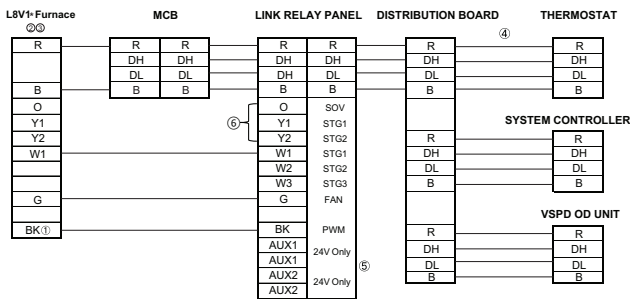 L8V1* Furnace MCB LINK RELAY PANEL DISTRIBUTION BOARD THERMOSTAT
②③ ④
R R R R R R R
DH DH DH DH DH DH
DL DL DH DL DL DL
B B B B B B B
O O SOV
Y1 ⑥ Y1 STG1 SYSTEM CONTROLLER
Y2 Y2 STG2 R R
W1 W1 STG1 DH DH
W2 STG2 DL DL
W3 STG3 B B
G G FAN
VSPD OD UNIT
BK① BK PWM R R
AUX1 24V Only DH DH
AUX1 ⑤ DL DL
AUX2 24V Only B B
AUX2